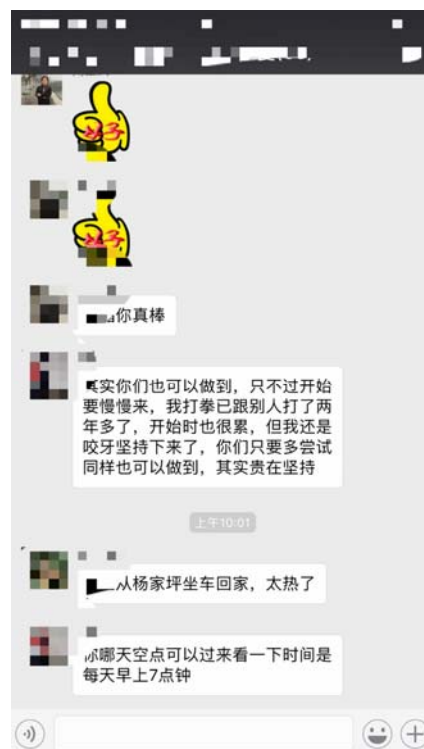 你真棒
实你们也可以做到，只不过开始
要慢慢来，我打拳已跟别人打了两
年多了，开始时也很累，但我还是
咬牙坚持下来了，你们只要多尝试
同样也可以做到，其实贵在坚持
上午10:01
从杨家坪坐车回家，太热了
你哪天空点可以过来看一下时间是
每天早上7点钟